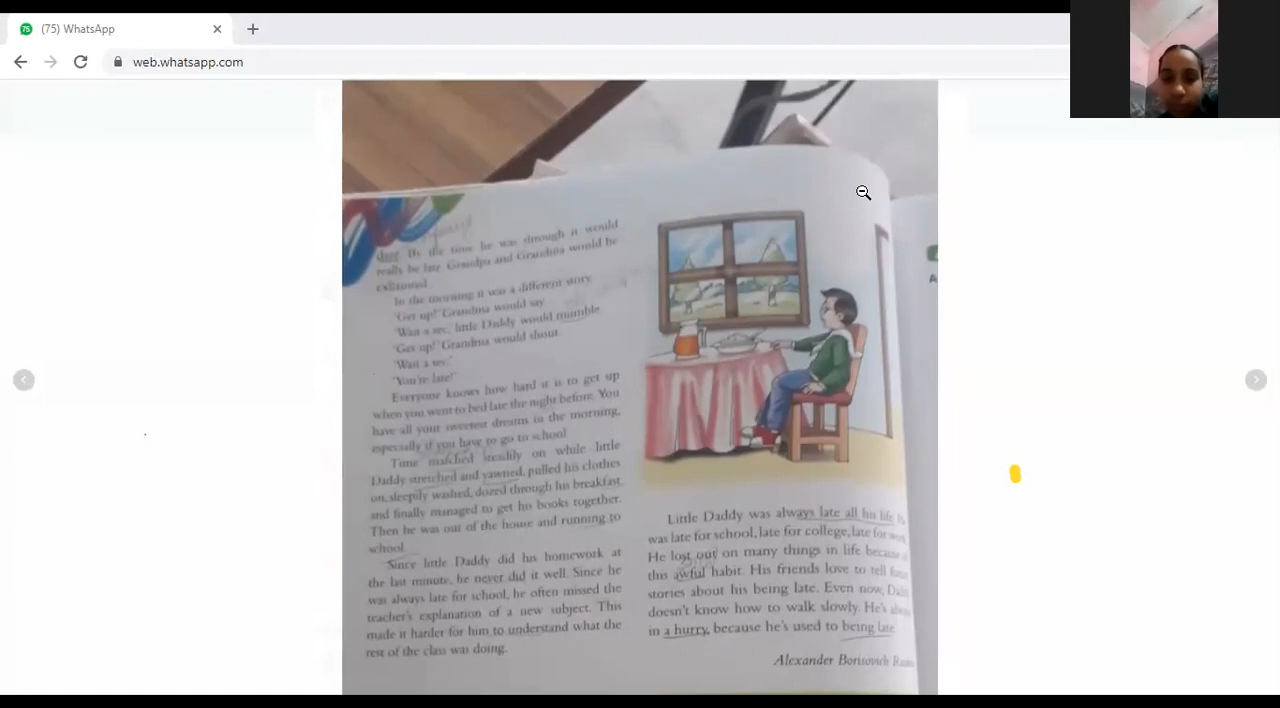 (75) WhatsApp
web.whatsapp.com
By the time he was through it would
really be late. Grandpa and Grandma would be
exhausted.
In the morning it was a different story.
'Get up!' Grandma would say.
'Wait a sec,' little Daddy would mumble.
'Get up!' Grandma would shout.
'Wait a sec.'
'You're late!'
Everyone knows how hard it is to get up
when you went to bed late the night before. You
have all your sweetest dreams in the morning,
especially if you have to go to school.
Time marched steadily on while little
Daddy stretched and yawned, pulled his clothes
on, sleepily washed, dozed through his breakfast
and finally managed to get his books together.
Then he was out of the house and running to
school.
Since little Daddy did his homework at
the last minute, he never did it well. Since he
was always late for school, he often missed the
teacher's explanation of a new subject. This
made it harder for him to understand what the
rest of the class was doing.
Little Daddy was always late all his life.
was late for school, late for college, late for
He lost out on many things in life because
this awful habit. His friends love to tell
stories about his being late. Even now,
doesn't know how to walk slowly. He's
in a hurry, because he's used to being late.
Alexander Borisovich
A